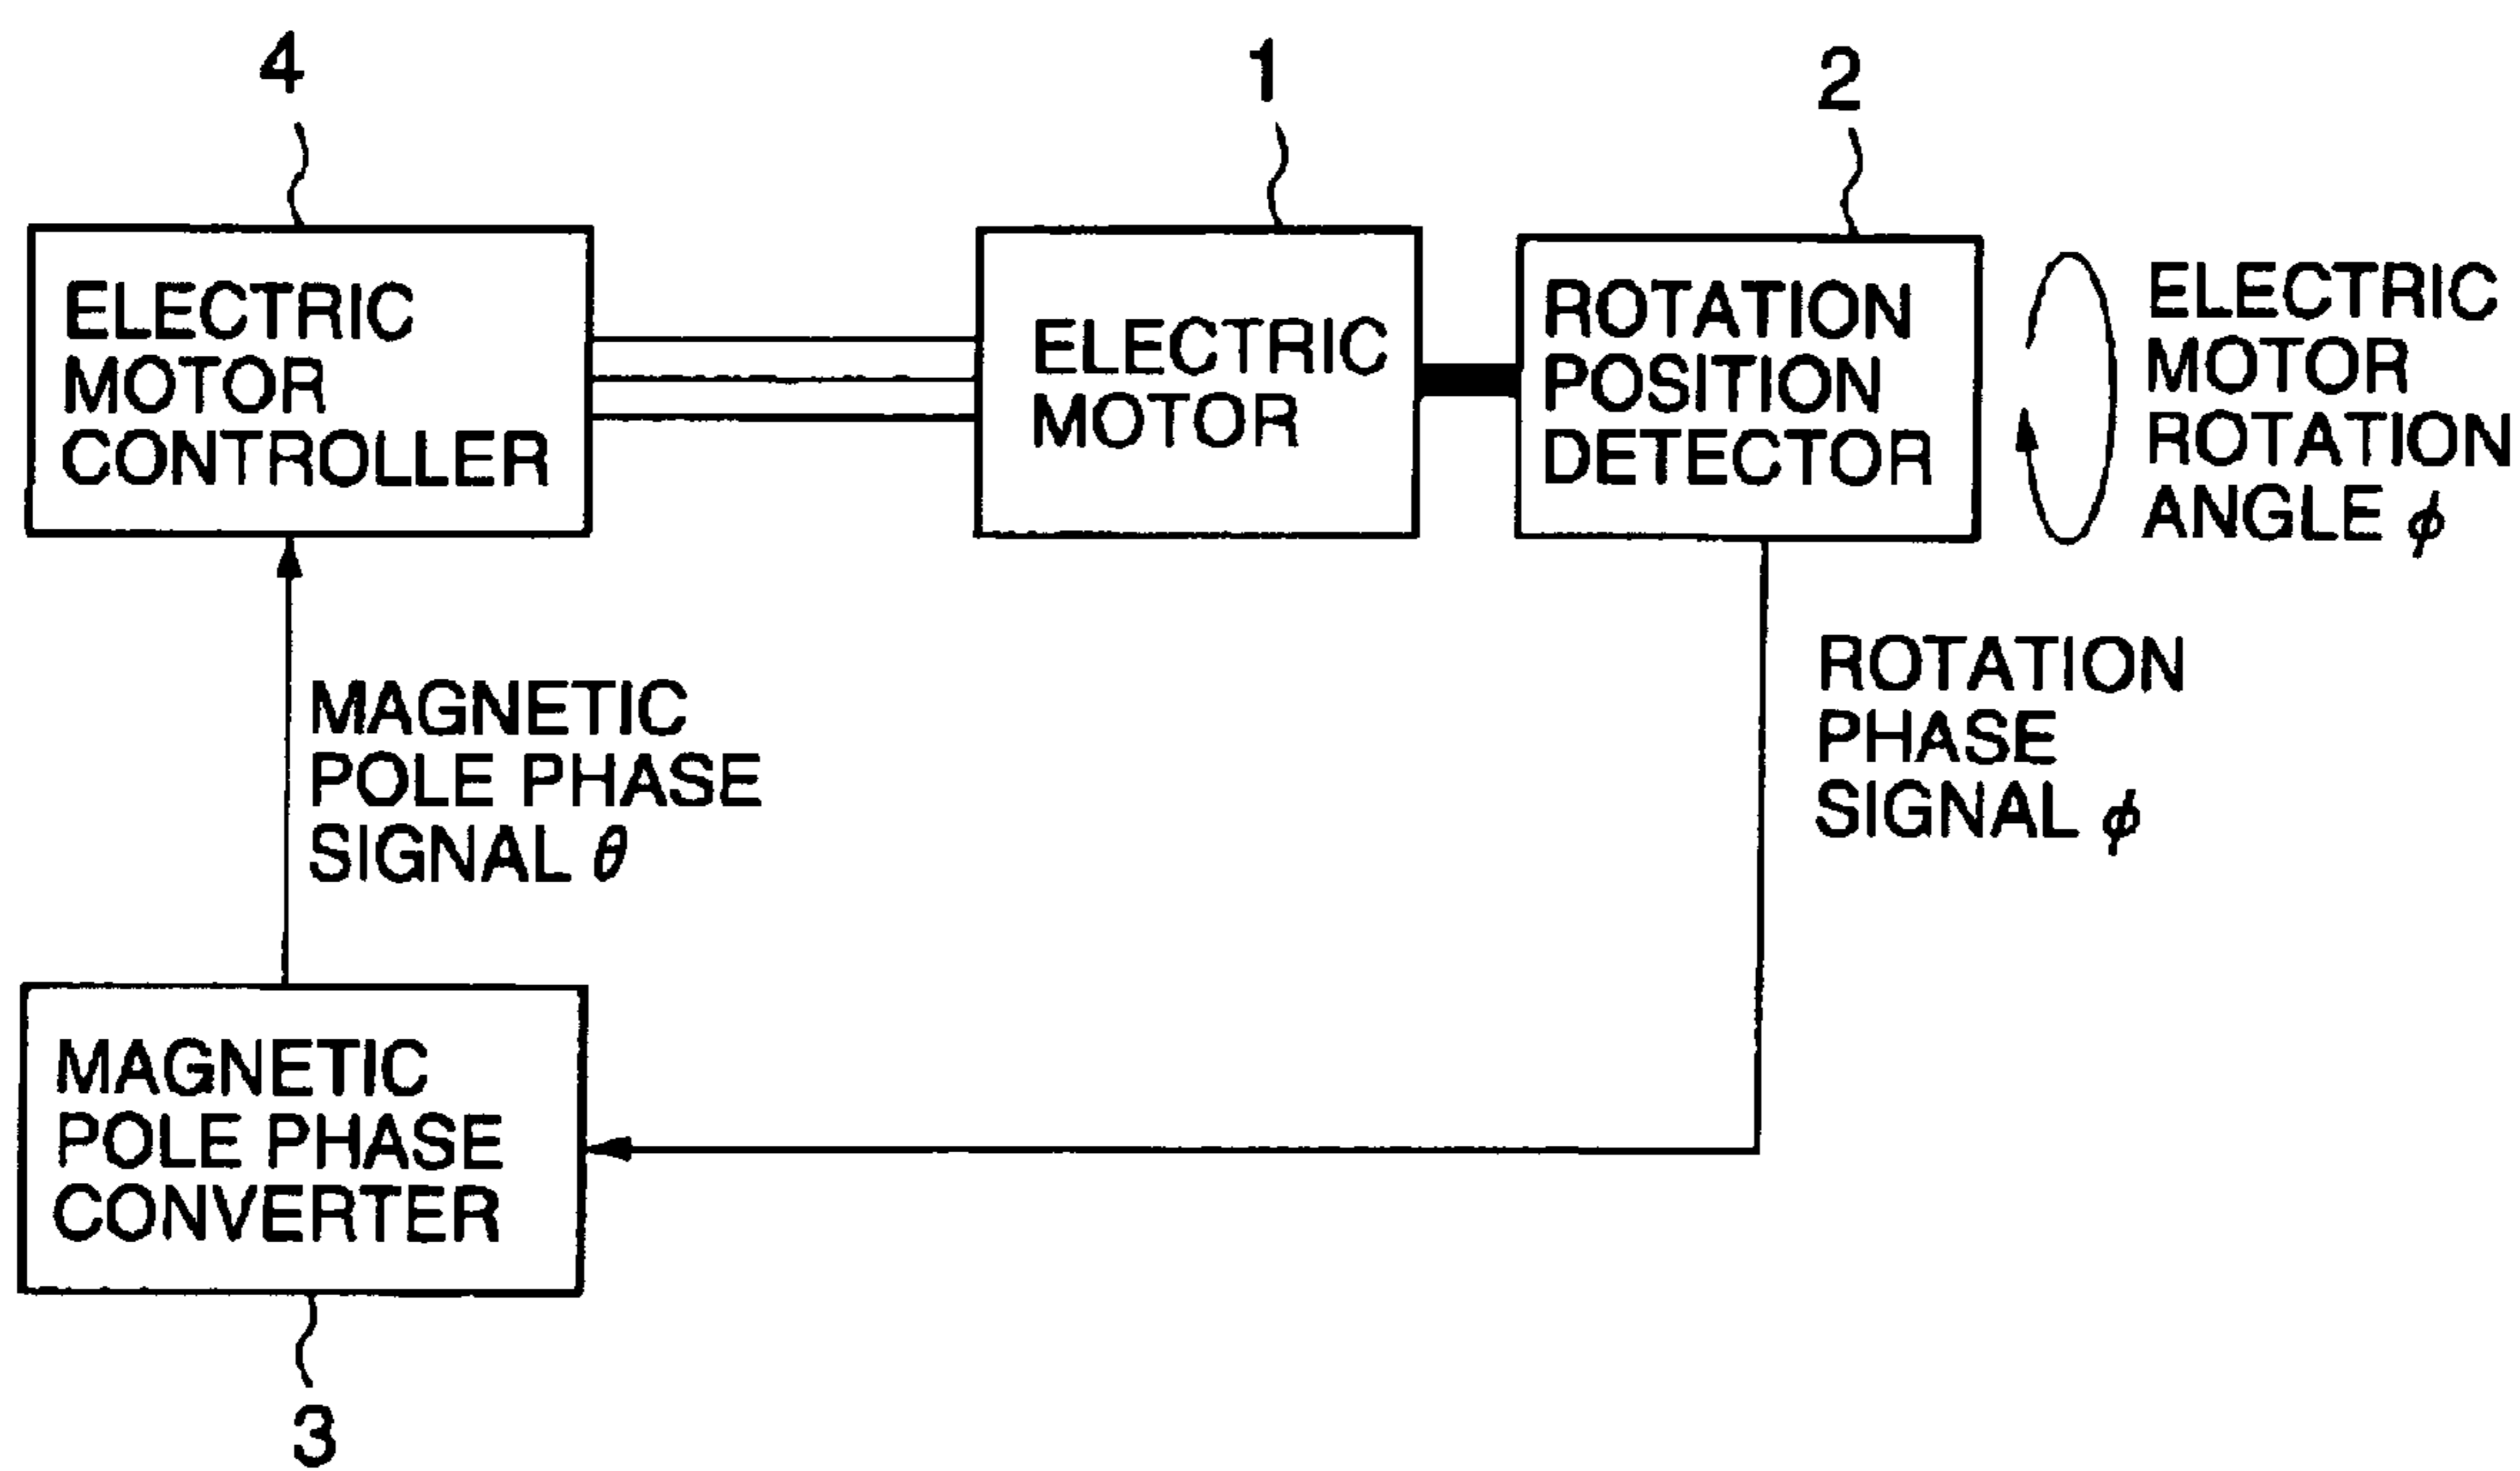 4
1
2
ELECTRIC
MOTOR
CONTROLLER
ELECTRIC
MOTOR
ROTATION
POSITION
DETECTOR
ELECTRIC
MOTOR
ROTATION
ANGLE ϕ
MAGNETIC
POLE PHASE
SIGNAL θ
ROTATION
PHASE
SIGNAL ϕ
MAGNETIC
POLE PHASE
CONVERTER
3